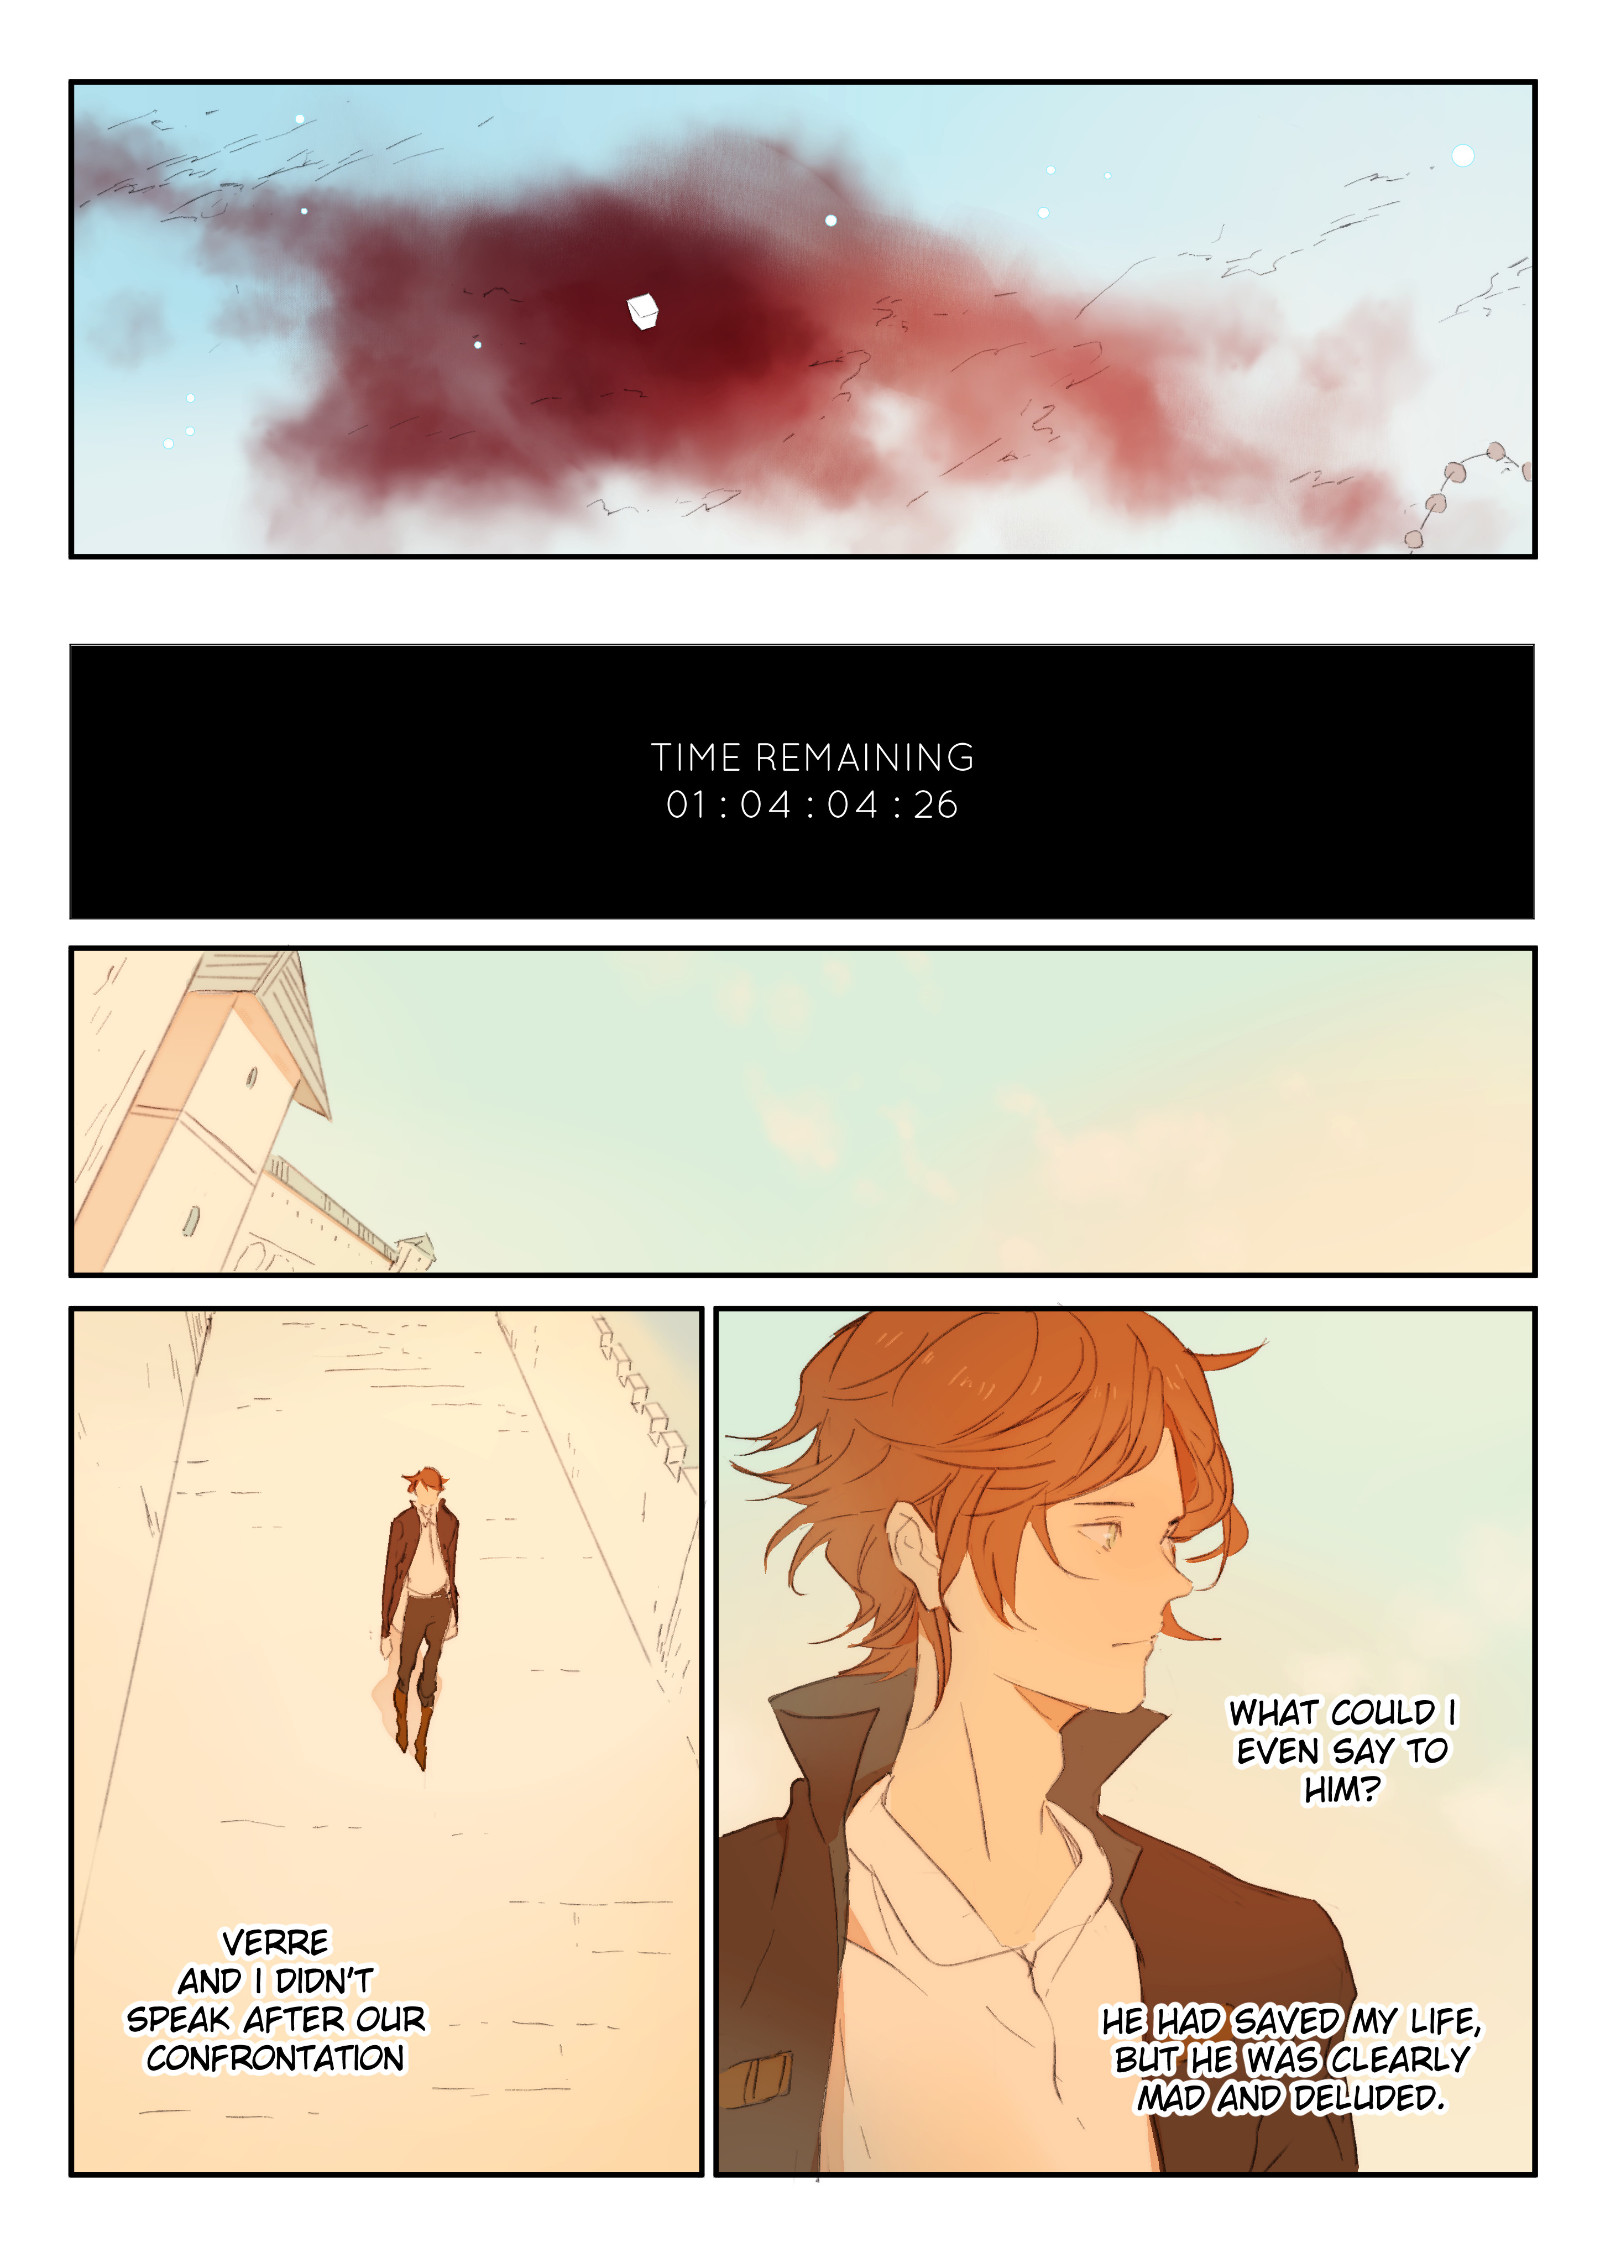 TIME REMAINING
01 : 04 : 04 : 26
VERRE
AND I DIDN'T
SPEAK AFTER OUR
CONFRONTATION
WHAT COULD I
EVEN SAY TO
HIM?
HE HAD SAVED MY LIFE,
BUT HE WAS CLEARLY
MAD AND DELUDED.